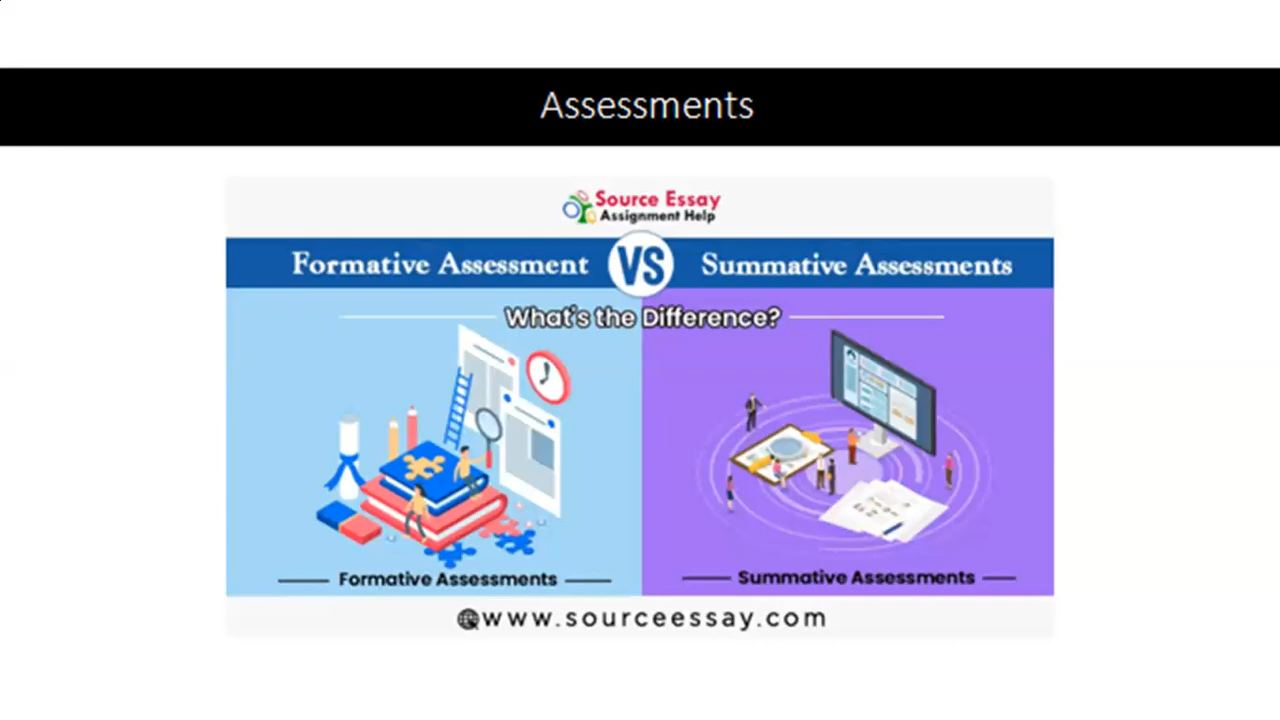 Assessments
Source Essay
Assignment Help
Formative Assessment VS Summative Assessments
What's the Difference?
Formative Assessments
Summative Assessments
www.sourceessay.com